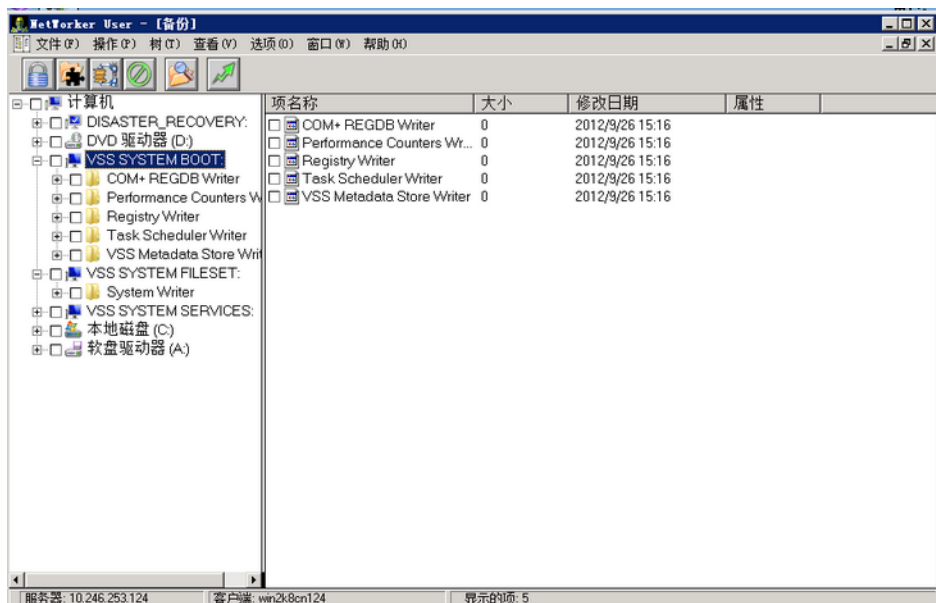 NetWorker User - [备份]
文件(F) 操作(P) 树(T) 查看(V) 选项(O) 窗口(W) 帮助(H)
计算机
DISASTER_RECOVERY:
DVD 驱动器 (D:)
VSS SYSTEM BOOT:
COM+ REGDB Writer
Performance Counters W
Registry Writer
Task Scheduler Writer
VSS Metadata Store Writ
VSS SYSTEM FILESET:
System Writer
VSS SYSTEM SERVICES:
本地磁盘 (C:)
软盘驱动器 (A:)
项名称 大小 修改日期 属性
COM+ REGDB Writer 0 2012/9/26 15:16
Performance Counters Wr... 0 2012/9/26 15:16
Registry Writer 0 2012/9/26 15:16
Task Scheduler Writer 0 2012/9/26 15:16
VSS Metadata Store Writer 0 2012/9/26 15:16
服务器: 10.246.253.124 客户端: win2k8cn124 显示的项: 5